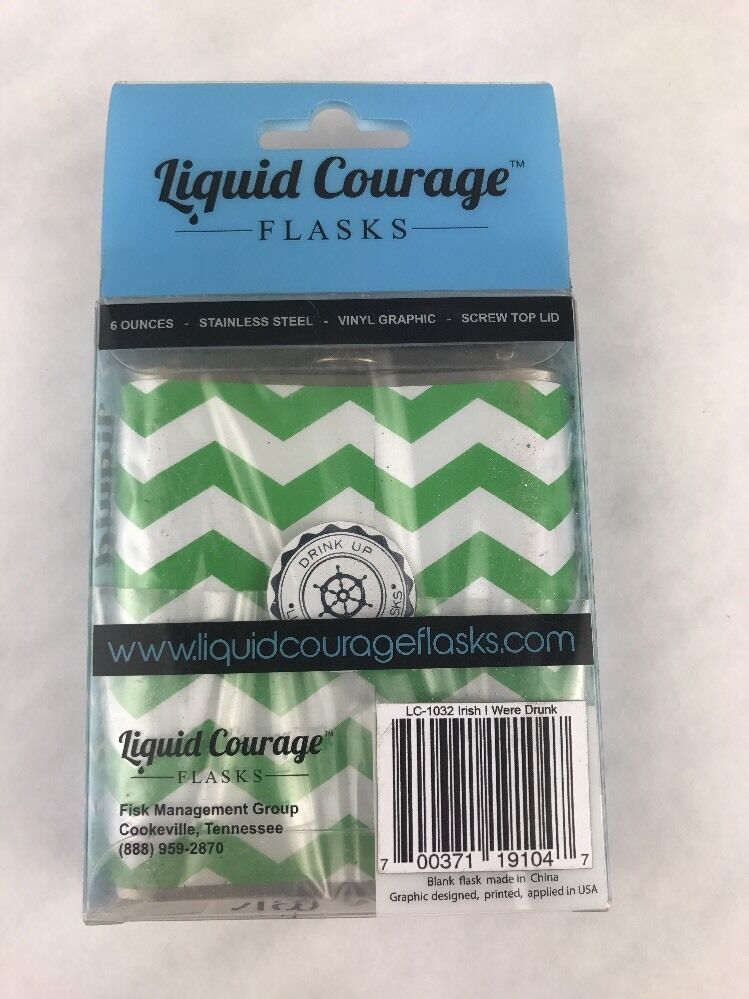 Liquid Courage™
FLASKS
6 OUNCES - STAINLESS STEEL - VINYL GRAPHIC - SCREW TOP LID
DRINK UP
www.liquidcourageflasks.com
Liquid Courage™
FLASKS
Fisk Management Group
Cookeville, Tennessee
(888) 959-2870
LC-1032 Irish I Were Drunk
7 00371 19104 7
Blank flask made in China
Graphic designed, printed, applied in USA